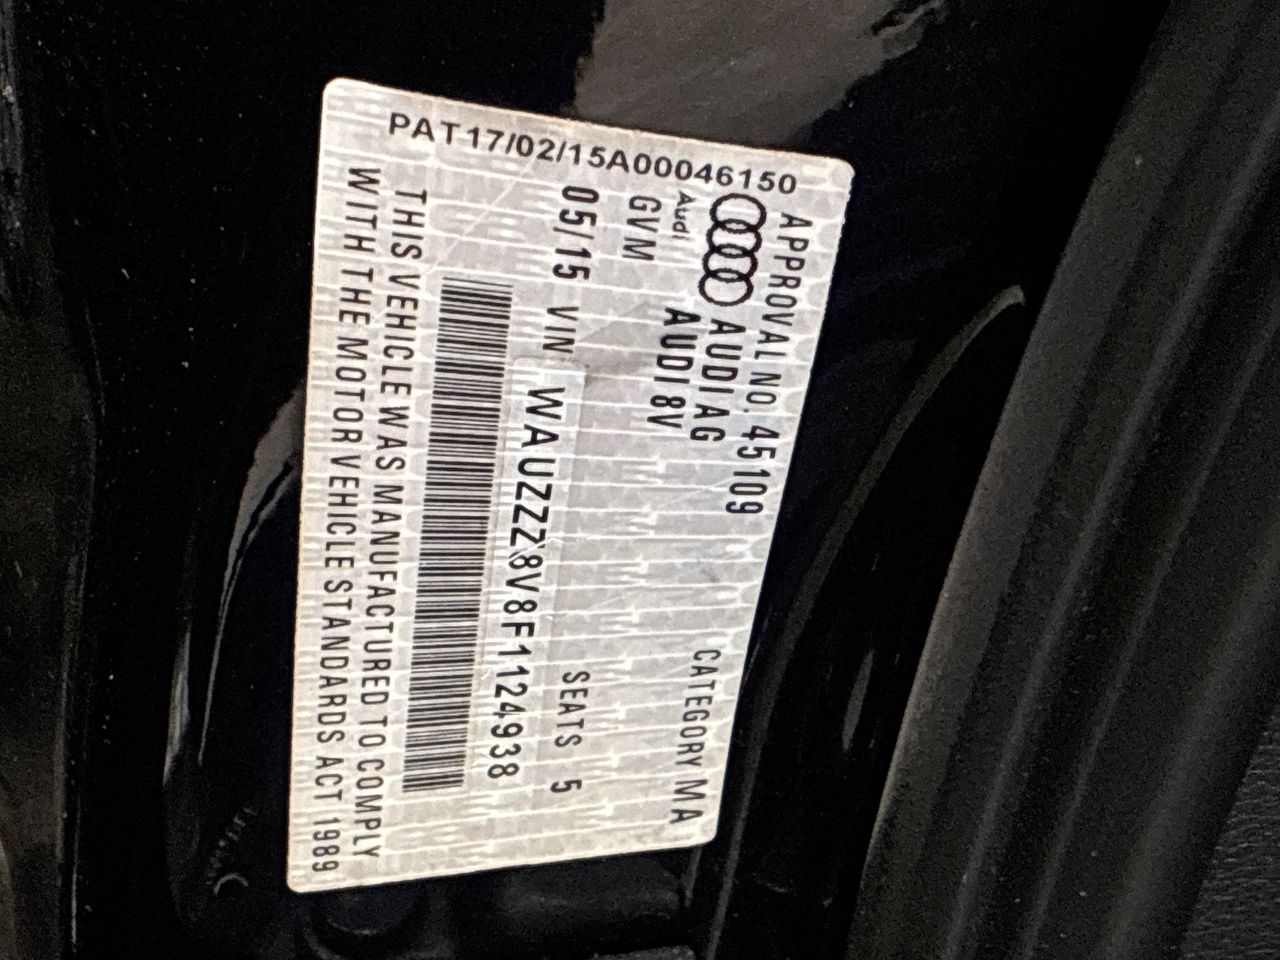 PAT17/02/15A00046150
APPROVAL NO. 45109 CATEGORY MA
AUDI AG
Audi AUDI 8V
GVM
05/15 VIN SEATS 5
WAUZZZ8V8F1124938
THIS VEHICLE WAS MANUFACTURED TO COMPLY
WITH THE MOTOR VEHICLE STANDARDS ACT 1989